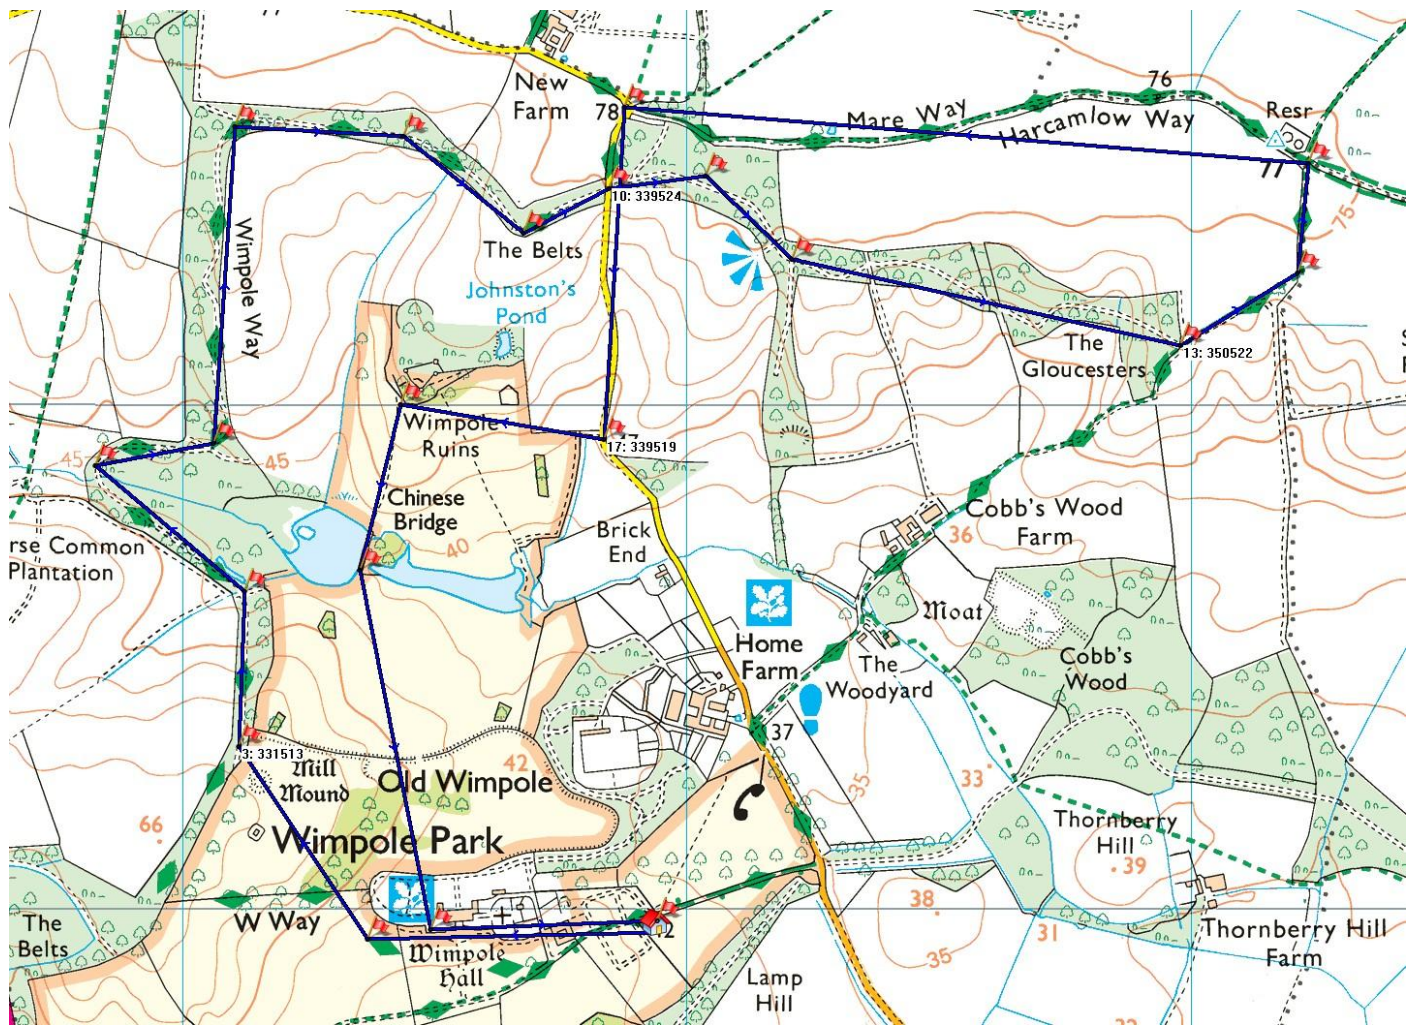 New
Farm
78
76
Mare Way
Harcamlow Way
Resr
77
75
10: 339524
The Belts
Wimpole Way
Johnston's
Pond
The
Gloucesters
13: 350522
Wimpole
Ruins
17: 339519
45
45
Chinese
Bridge
40
Brick
End
Cobb's Wood
Farm
36
rse Common
Plantation
Moat
Home
Farm
The
Woodyard
Cobb's
Wood
37
3: 331513
Mill
Mound
Old Wimpole
42
35
33
66
Wimpole Park
Thornberry
Hill
39
38
W Way
The
Belts
Wimpole
Hall
31
35
Thornberry Hill
Farm
Lamp
Hill